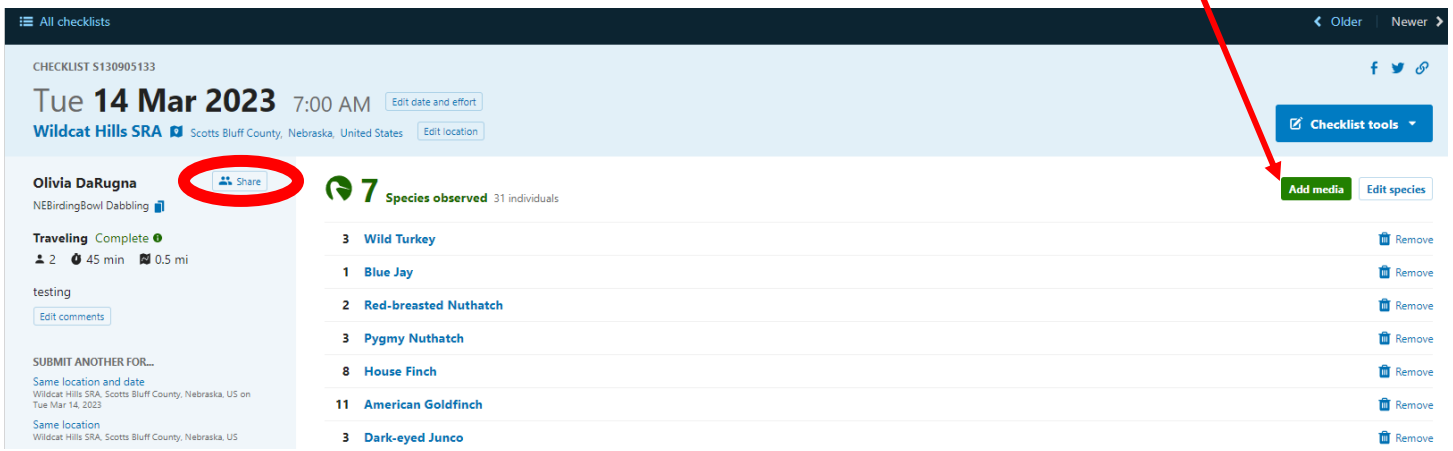 All checklists
Older Newer
CHECKLIST S130905133
Tue 14 Mar 2023 7:00 AM Edit date and effort
Wildcat Hills SRA Scotts Bluff County, Nebraska, United States Edit location
Checklist tools
Olivia DaRugna Share
NEBirdingBowl Dabbling
Traveling Complete
2 45 min 0.5 mi
testing
Edit comments
SUBMIT ANOTHER FOR...
Same location and date
Wildcat Hills SRA, Scotts Bluff County, Nebraska, US on
Tue Mar 14, 2023
Same location
Wildcat Hills SRA, Scotts Bluff County, Nebraska, US
7 Species observed 31 individuals
Add media Edit species
3 Wild Turkey Remove
1 Blue Jay Remove
2 Red-breasted Nuthatch Remove
3 Pygmy Nuthatch Remove
8 House Finch Remove
11 American Goldfinch Remove
3 Dark-eyed Junco Remove